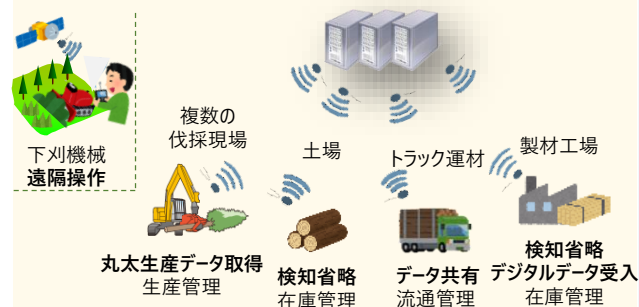 下刈機械
遠隔操作
複数の
伐採現場
丸太生産データ取得
生産管理
土場
検知省略
在庫管理
トラック運材
データ共有
流通管理
製材工場
検知省略
デジタルデータ受入
在庫管理